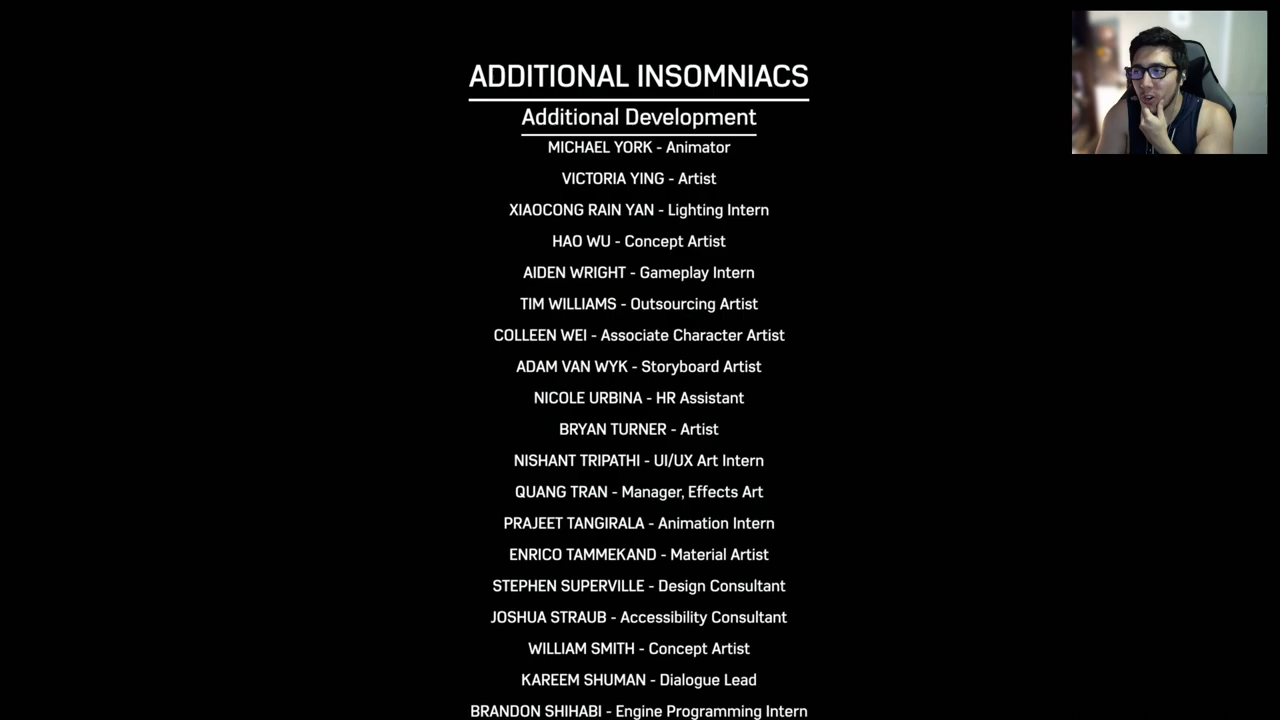 ADDITIONAL INSOMNIACS
Additional Development
MICHAEL YORK - Animator
VICTORIA YING - Artist
XIAOCONG RAIN YAN - Lighting Intern
HAO WU - Concept Artist
AIDEN WRIGHT - Gameplay Intern
TIM WILLIAMS - Outsourcing Artist
COLLEEN WEI - Associate Character Artist
ADAM VAN WYK - Storyboard Artist
NICOLE URBINA - HR Assistant
BRYAN TURNER - Artist
NISHANT TRIPATHI - UI/UX Art Intern
QUANG TRAN - Manager, Effects Art
PRAJEET TANGIRALA - Animation Intern
ENRICO TAMMEKAND - Material Artist
STEPHEN SUPERVILLE - Design Consultant
JOSHUA STRAUB - Accessibility Consultant
WILLIAM SMITH - Concept Artist
KAREEM SHUMAN - Dialogue Lead
BRANDON SHIHABI - Engine Programming Intern